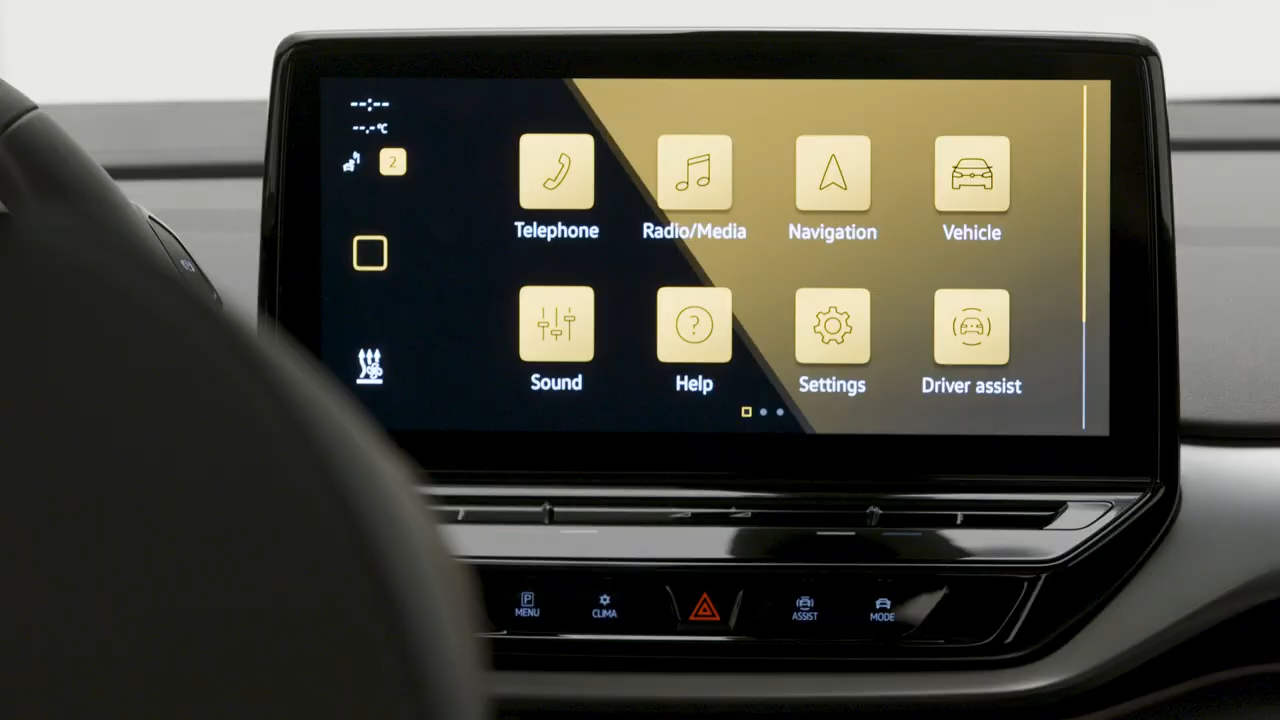 --:--
--.-°C
2
Telephone
Radio/Media
Navigation
Vehicle
?
Sound
Help
Settings
Driver assist
P
MENU
CLIMA
ASSIST
MODE